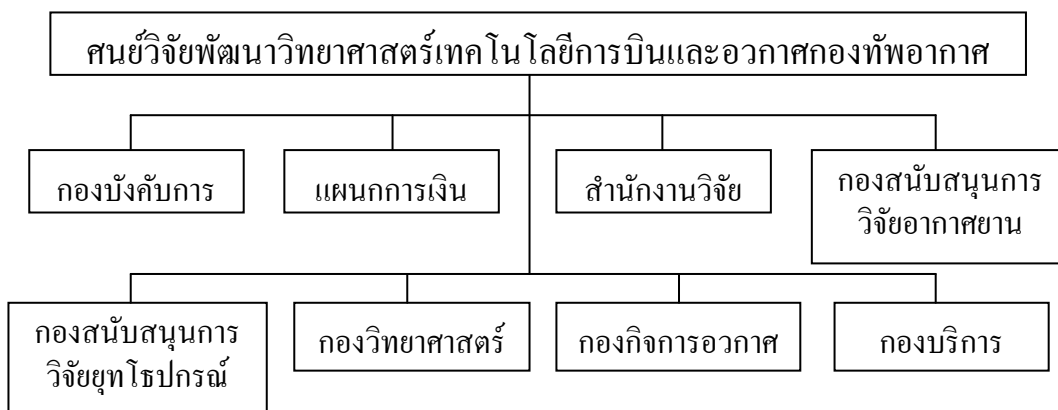 ศนย์วิจัยพัฒนาวิทยาศาสตร์เทคโนโลยีการบินและอวกาศกองทัพอากาศ
กองบังคับการ
แผนกการเงิน
สำนักงานวิจัย
กองสนับสนุนการ
วิจัยอากาศยาน
กองสนับสนุนการ
วิจัยยุทโธปกรณ์
กองวิทยาศาสตร์
กองกิจการอวกาศ
กองบริการ